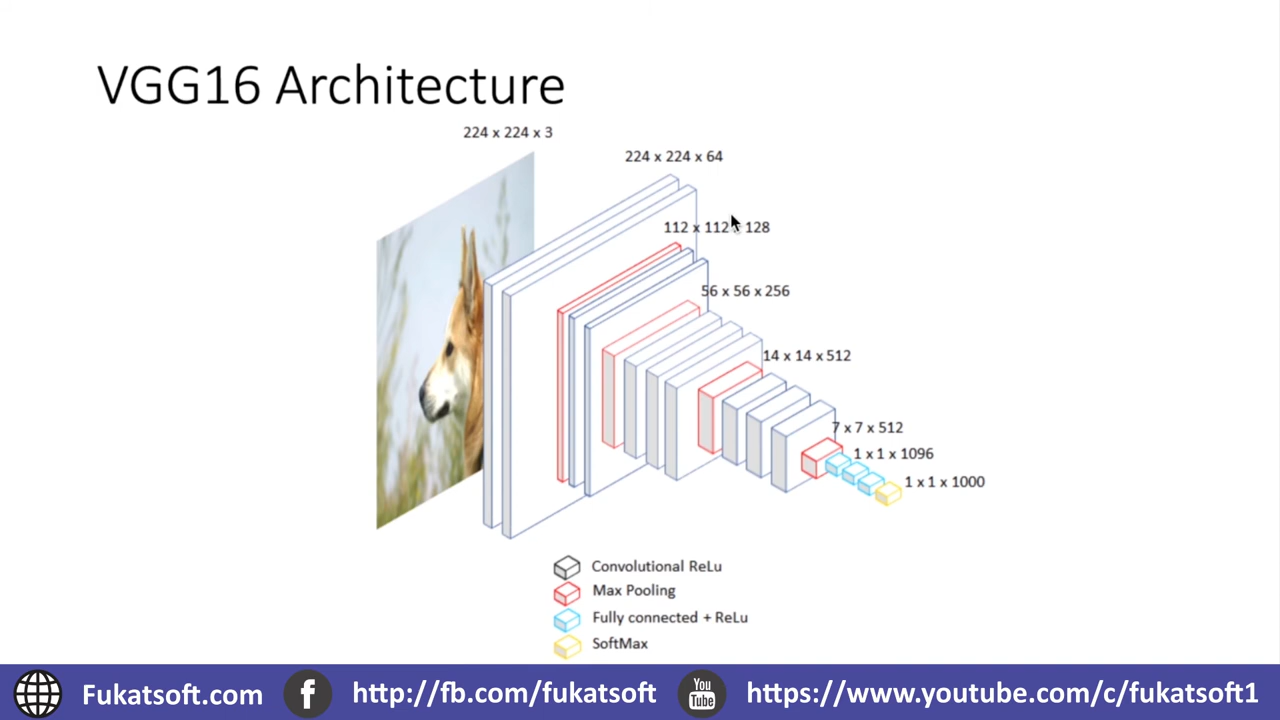 VGG16 Architecture
224 x 224 x 3
224 x 224 x 64
112 x 112 x 128
56 x 56 x 256
14 x 14 x 512
7 x 7 x 512
1 x 1 x 1096
1 x 1 x 1000
Convolutional ReLu
Max Pooling
Fully connected + ReLu
SoftMax
Fukatsoft.com
f
http://fb.com/fukatsoft
You
Tube
https://www.youtube.com/c/fukatsoft1